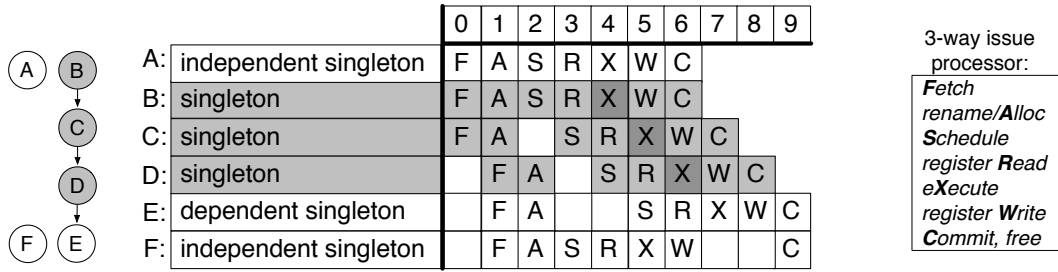 0 1 2 3 4 5 6 7 8 9
A: independent singleton F A S R X W C
B: singleton F A S R X W C
C: singleton F A S R X W C
D: singleton F A S R X W C
E: dependent singleton F A S R X W C
F: independent singleton F A S R X W C
A B
C
D
F E
3-way issue
processor:
Fetch
rename/Alloc
Schedule
register Read
eXecute
register Write
Commit, free